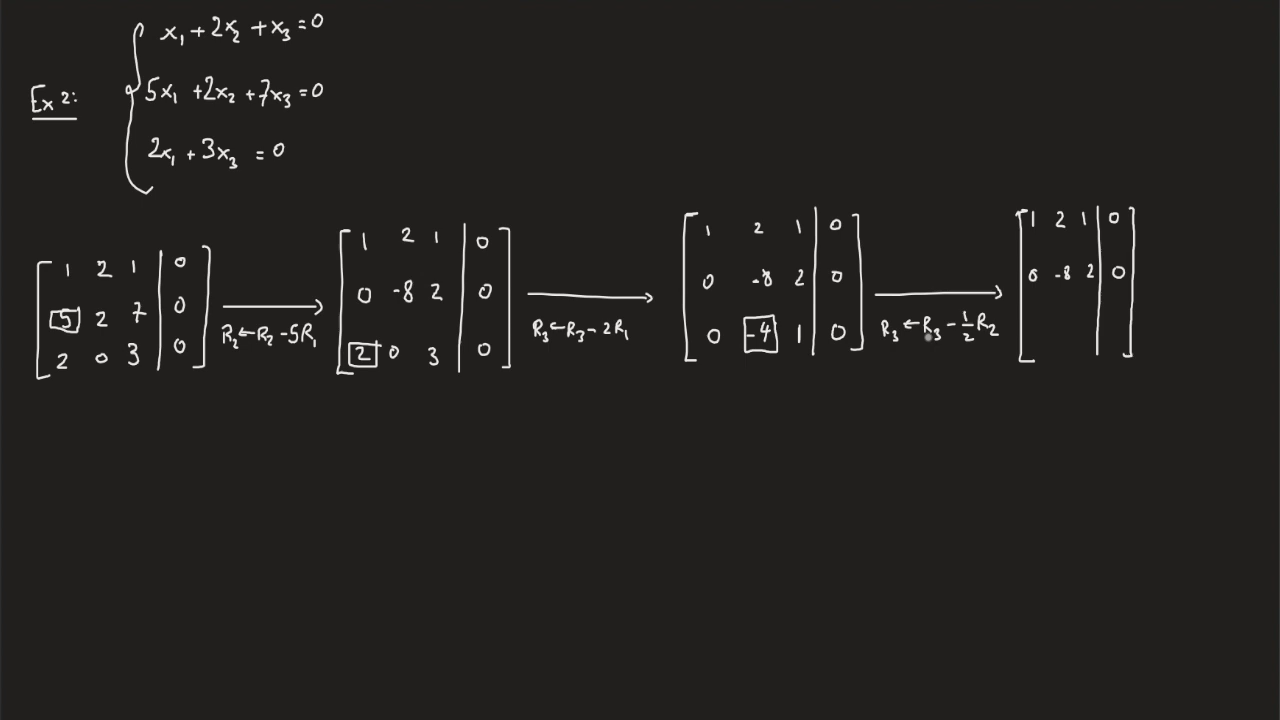 x₁ + 2x₂ + x₃ = 0
Ex 2: 5x₁ + 2x₂ + 7x₃ = 0
2x₁ + 3x₃ = 0
1 2 1 | 0
5 2 7 | 0
2 0 3 | 0
R₂ ← R₂ - 5R₁
1 2 1 | 0
0 -8 2 | 0
2 0 3 | 0
R₃ ← R₃ - 2R₁
1 2 1 | 0
0 -8 2 | 0
0 -4 1 | 0
R₃ ← R₃ - ½R₂
1 2 1 | 0
0 -8 2 | 0